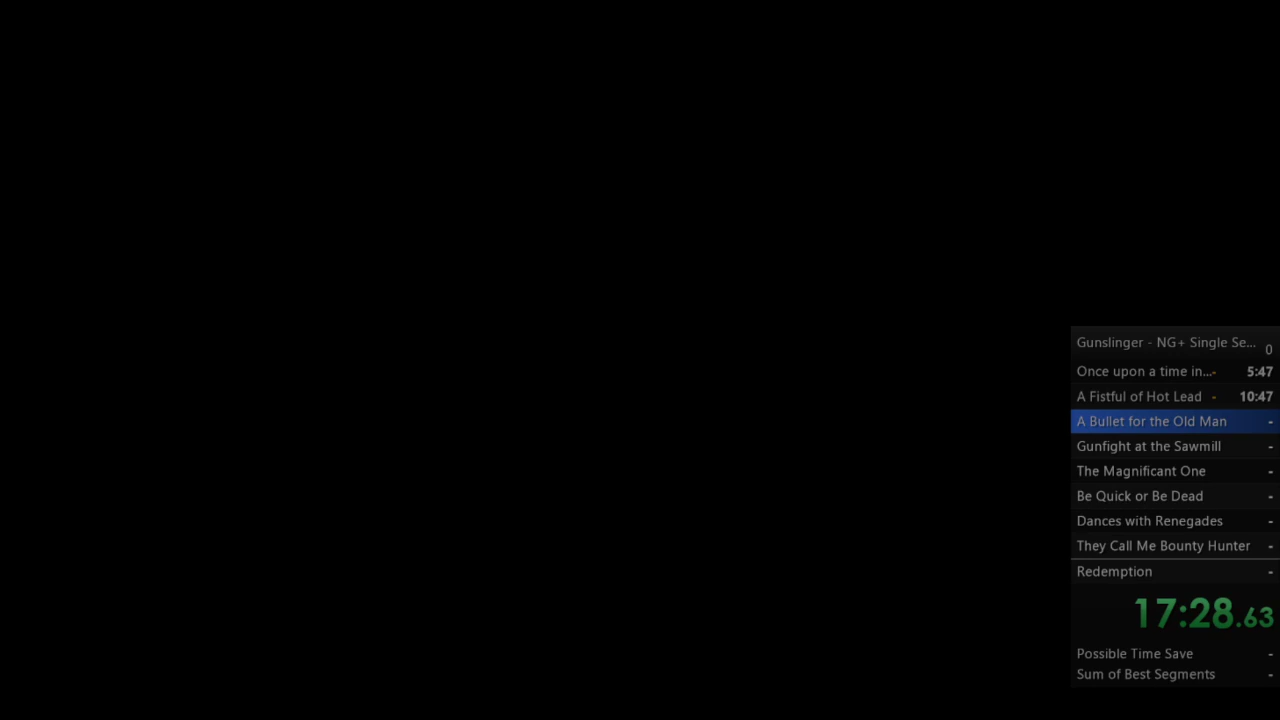 Gunslinger - NG+ Single Se... 0
Once upon a time in...- 5:47
A Fistful of Hot Lead - 10:47
A Bullet for the Old Man -
Gunfight at the Sawmill -
The Magnificant One -
Be Quick or Be Dead -
Dances with Renegades -
They Call Me Bounty Hunter -
Redemption -
17:28.63
Possible Time Save -
Sum of Best Segments -